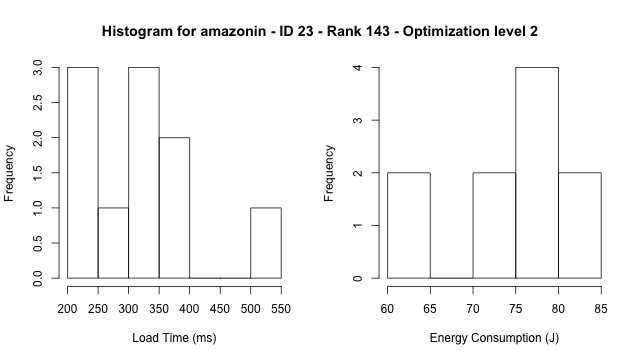 Histogram for amazonin - ID 23 - Rank 143 - Optimization level 2
Frequency
0.0 0.5 1.0 1.5 2.0 2.5 3.0
200 250 300 350 400 450 500 550
Load Time (ms)
Frequency
0 1 2 3 4
60 65 70 75 80 85
Energy Consumption (J)